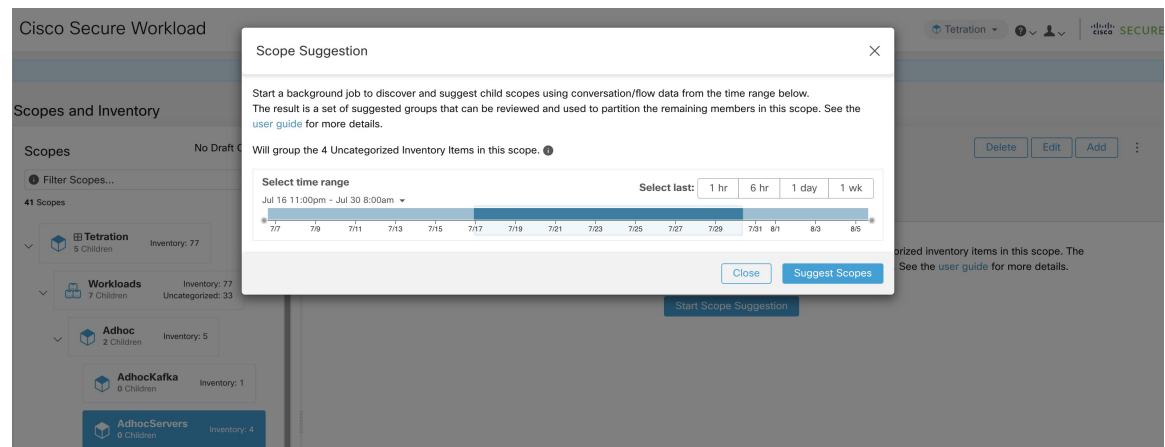 Cisco Secure Workload
Tetration
cisco SECURE
Scopes and Inventory
Scopes
No Draft
Filter Scopes...
41 Scopes
Tetration
5 Children
Inventory: 77
Workloads
7 Children
Inventory: 77
Uncategorized: 33
Adhoc
2 Children
Inventory: 5
AdhocKafka
0 Children
Inventory: 1
AdhocServers
0 Children
Inventory: 4
Delete Edit Add
Scope Suggestion
Start a background job to discover and suggest child scopes using conversation/flow data from the time range below.
The result is a set of suggested groups that can be reviewed and used to partition the remaining members in this scope. See the
user guide for more details.
Will group the 4 Uncategorized Inventory Items in this scope.
Select time range
Select last: 1 hr 6 hr 1 day 1 wk
Jul 16 11:00pm - Jul 30 8:00am
7/7 7/9 7/11 7/13 7/15 7/17 7/19 7/21 7/23 7/25 7/27 7/29 7/31 8/1 8/3 8/5
Close Suggest Scopes
inventory items in this scope. The
See the user guide for more details.
Start Scope Suggestion